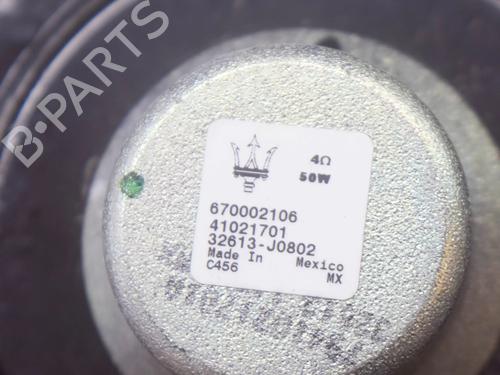 B-PARTS
4Ω
50W
670002106
41021701
32613-J0802
Made In Mexico
C456 MX